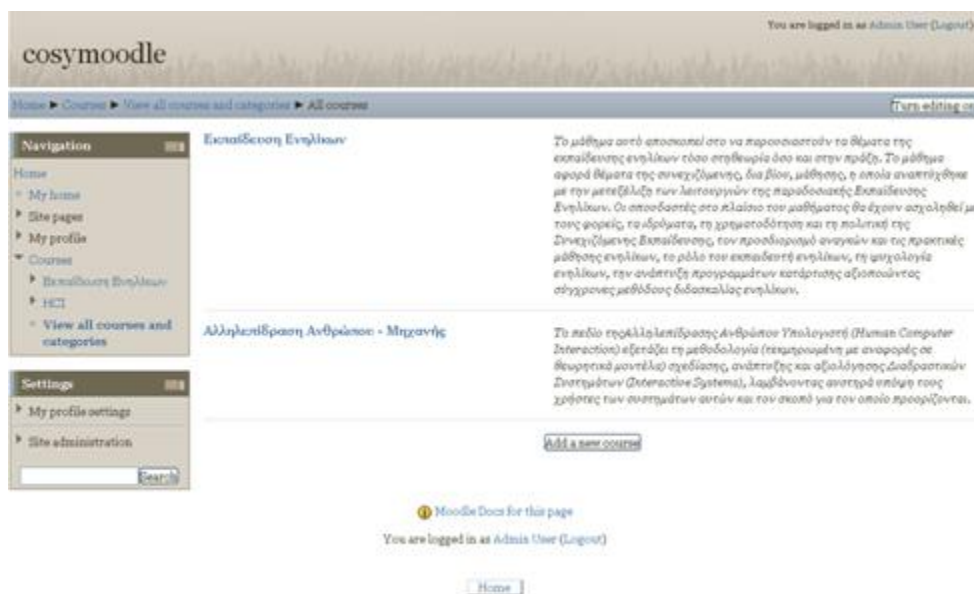 You are logged in as Admin User (Logout)
cosymoodle
Home ► Courses ► View all courses and categories ► All courses
Turn editing on
Navigation
Home
My home
Site pages
My profile
Courses
Εκπαίδευση Ενηλίκων
HCI
View all courses and
categories
Settings
My profile settings
Site administration
Search
Εκπαίδευση Ενηλίκων
Το μάθημα αυτό αποσκοπεί στο να παρουσιαστούν τα θέματα της
εκπαίδευσης ενηλίκων τόσο στηθεωρία όσο και στην πράξη. Το μάθημα
αφορά θέματα της συνεχιζόμενης, δια βίου, μάθησης, η οποία αναπτύχθηκε
με την μετεξέλιξη των λειτουργιών της παραδοσιακής Εκπαίδευσης
Ενηλίκων. Οι σπουδαστές στο πλαίσιο του μαθήματος θα έχουν ασχοληθεί με
τους φορείς, τα ιδρύματα, τη χρηματοδότηση και τη πολιτική της
Συνεχιζόμενης Εκπαίδευσης, τον προσδιορισμό αναγκών και τις πρακτικές
μάθησης ενηλίκων, το ρόλο του εκπαιδευτή ενηλίκων, τη ψυχολογία
ενηλίκων, την ανάπτυξη προγραμμάτων κατάρτισης αξιοποιώντας
σύγχρονες μεθόδους διδασκαλίας ενηλίκων.
Αλληλεπίδραση Ανθρώπου - Μηχανής
Το πεδίο τηςΑλληλεπίδρασης Ανθρώπου Υπολογιστή (Human Computer
Interaction) εξετάζει τη μεθοδολογία (τεκμηριωμένη με αναφορές σε
θεωρητικά μοντέλα) σχεδίασης, ανάπτυξης και αξιολόγησης Διαδραστικών
Συστημάτων (Interactive Systems), λαμβάνοντας αυστηρά υπόψη τους
χρήστες των συστημάτων αυτών και τον σκοπό για τον οποίο προορίζονται.
Add a new course
Moodle Docs for this page
You are logged in as Admin User (Logout)
Home